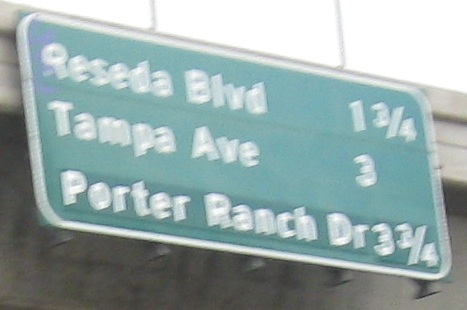 Reseda Blvd 1 3/4
Tampa Ave 3
Porter Ranch Dr 3 3/4